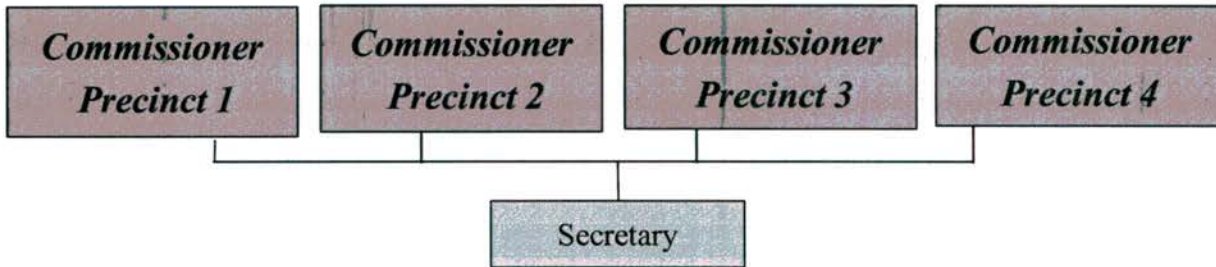 Commissioner
Precinct 1
Commissioner
Precinct 2
Commissioner
Precinct 3
Commissioner
Precinct 4
Secretary